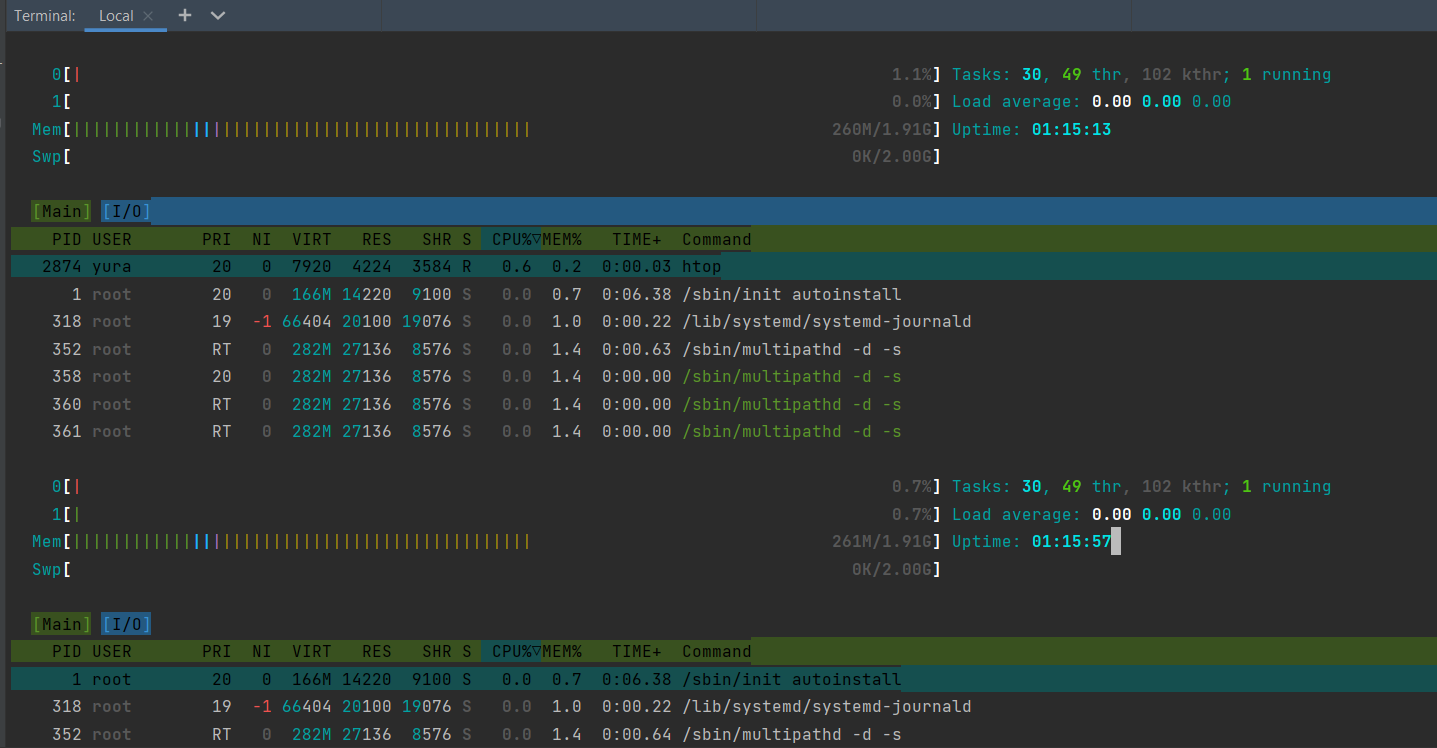 Terminal: Local × + ⌄
0[| 1.1%] Tasks: 30, 49 thr, 102 kthr; 1 running
1[ 0.0%] Load average: 0.00 0.00 0.00
Mem[|||||||||||||||||||||||||||||||||||||||||||||| 260M/1.91G] Uptime: 01:15:13
Swp[ 0K/2.00G]
[Main] [I/O]
PID USER PRI NI VIRT RES SHR S CPU%▽MEM% TIME+ Command
2874 yura 20 0 7920 4224 3584 R 0.6 0.2 0:00.03 htop
1 root 20 0 166M 14220 9100 S 0.0 0.7 0:06.38 /sbin/init autoinstall
318 root 19 -1 66404 20100 19076 S 0.0 1.0 0:00.22 /lib/systemd/systemd-journald
352 root RT 0 282M 27136 8576 S 0.0 1.4 0:00.63 /sbin/multipathd -d -s
358 root 20 0 282M 27136 8576 S 0.0 1.4 0:00.00 /sbin/multipathd -d -s
360 root RT 0 282M 27136 8576 S 0.0 1.4 0:00.00 /sbin/multipathd -d -s
361 root RT 0 282M 27136 8576 S 0.0 1.4 0:00.00 /sbin/multipathd -d -s
0[| 0.7%] Tasks: 30, 49 thr, 102 kthr; 1 running
1[| 0.7%] Load average: 0.00 0.00 0.00
Mem[|||||||||||||||||||||||||||||||||||||||||||||| 261M/1.91G] Uptime: 01:15:57
Swp[ 0K/2.00G]
[Main] [I/O]
PID USER PRI NI VIRT RES SHR S CPU%▽MEM% TIME+ Command
1 root 20 0 166M 14220 9100 S 0.0 0.7 0:06.38 /sbin/init autoinstall
318 root 19 -1 66404 20100 19076 S 0.0 1.0 0:00.22 /lib/systemd/systemd-journald
352 root RT 0 282M 27136 8576 S 0.0 1.4 0:00.64 /sbin/multipathd -d -s